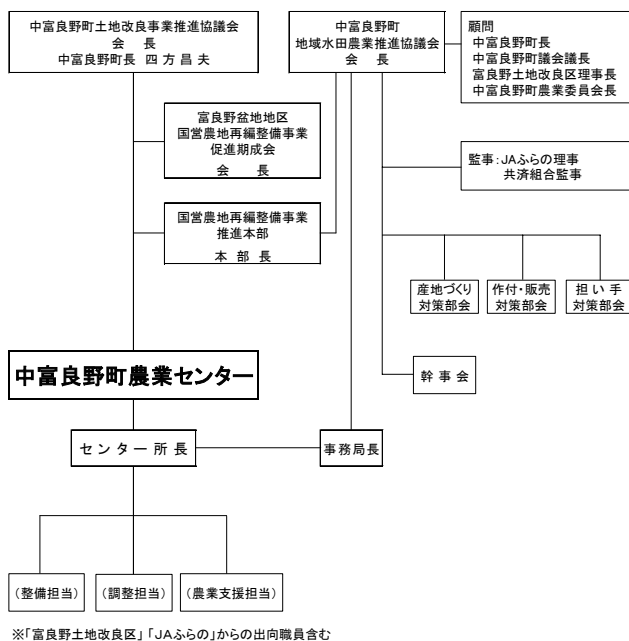 中富良野町土地改良事業推進協議会
会　長
中富良野町長 四方昌夫
中富良野町
地域水田農業推進協議会
会　長
顧問
中富良野町長
中富良野町議会議長
富良野土地改良区理事長
中富良野町農業委員会長
富良野盆地地区
国営農地再編整備事業
促進期成会
会　長
監事：JAふらの理事
共済組合監事
国営農地再編整備事業
推進本部
本 部 長
産地づくり
対策部会
作付・販売
対策部会
担 い 手
対策部会
中富良野町農業センター
幹 事 会
セ ン タ ー 所 長
事務局長
（整備担当）
（調整担当）
（農業支援担当）
※「富良野土地改良区」「JAふらの」からの出向職員含む